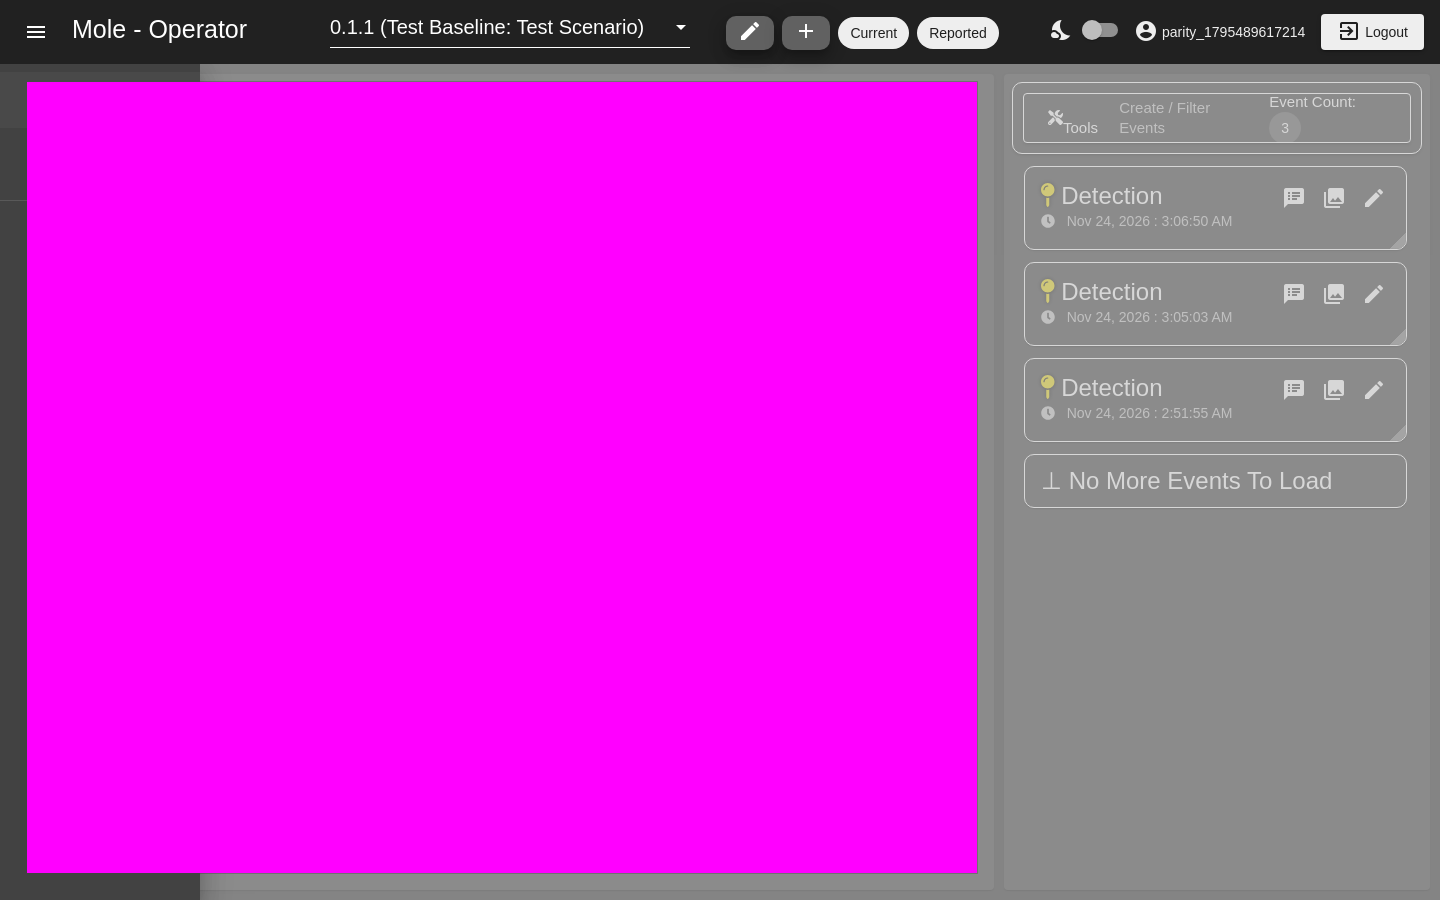 Mole - Operator
0.1.1 (Test Baseline: Test Scenario)
Current
Reported
parity_1795489617214
Logout
Tools
Create / Filter
Events
Event Count:
3
Detection
Nov 24, 2026 : 3:06:50 AM
Detection
Nov 24, 2026 : 3:05:03 AM
Detection
Nov 24, 2026 : 2:51:55 AM
⊥ No More Events To Load